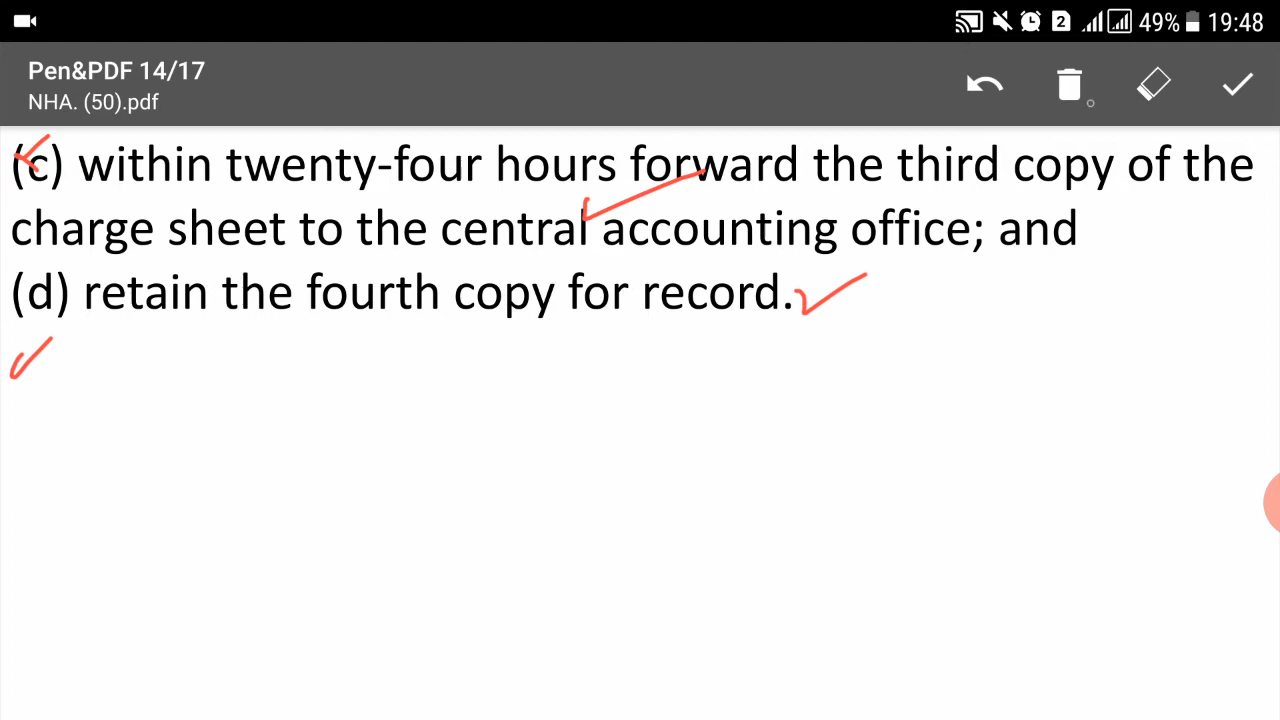 2 49% 19:48
Pen&PDF 14/17
NHA. (50).pdf
(c) within twenty-four hours forward the third copy of the
charge sheet to the central accounting office; and
(d) retain the fourth copy for record.